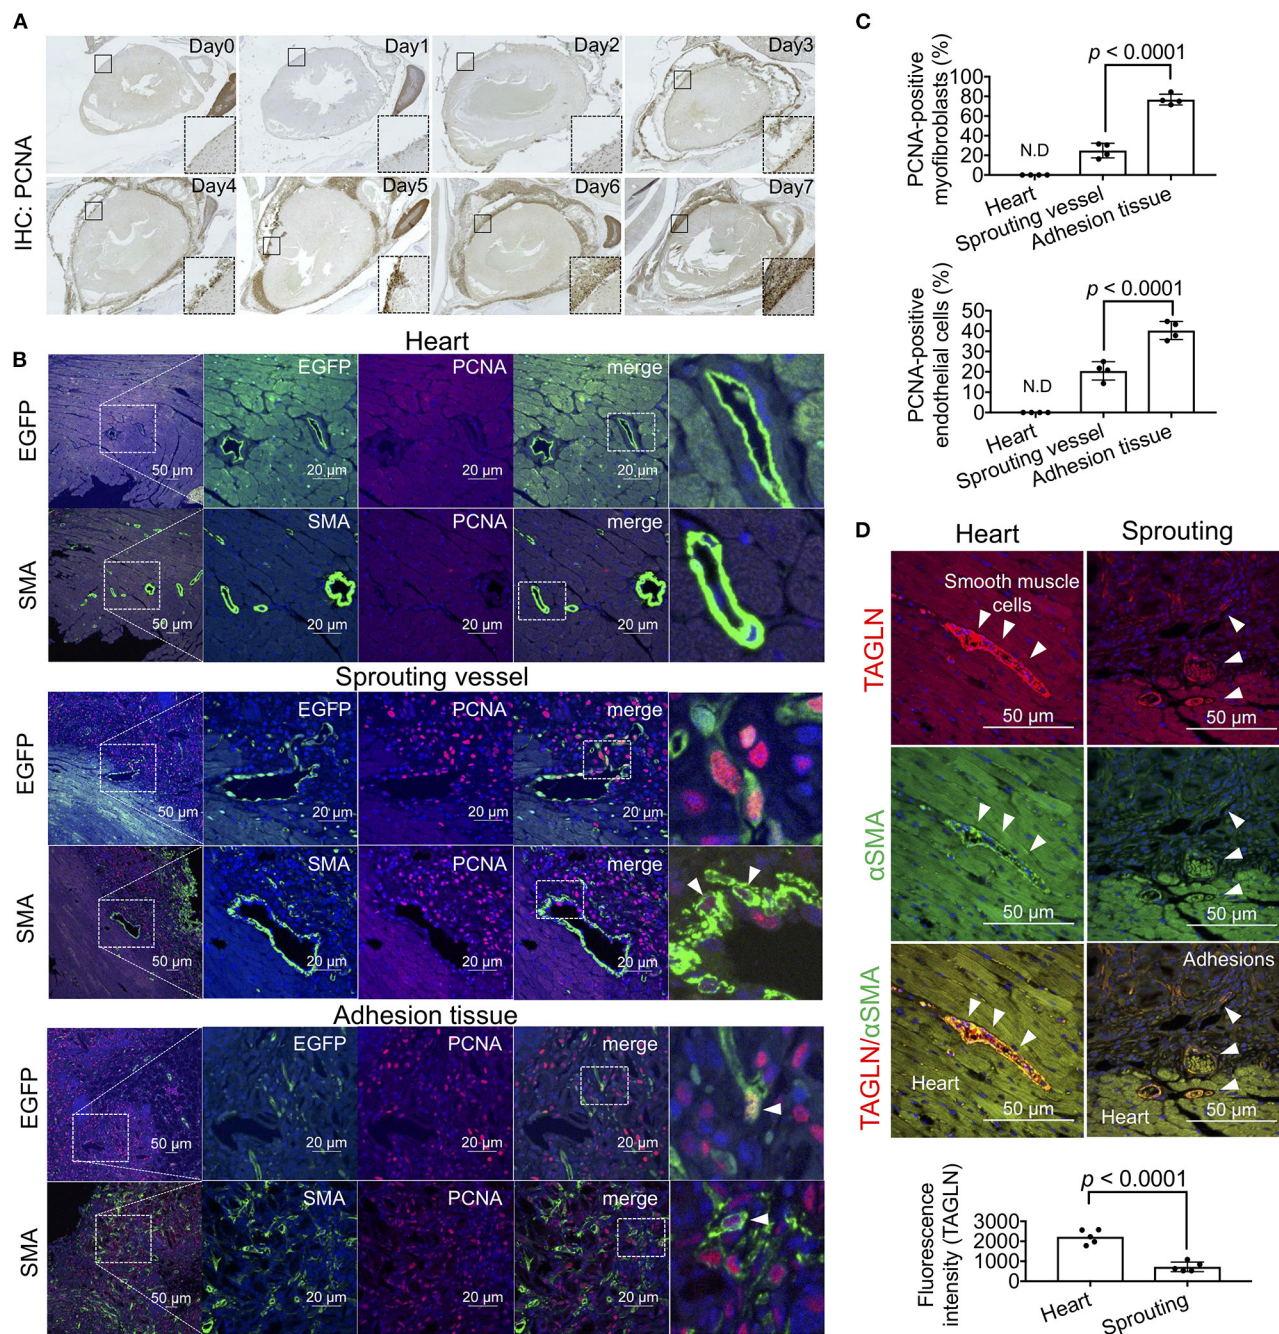 A
Day0
Day1
Day2
Day3
IHC: PCNA
Day4
Day5
Day6
Day7
B
Heart
EGFP
50 µm
EGFP
20 µm
PCNA
20 µm
merge
20 µm
SMA
50 µm
SMA
20 µm
PCNA
20 µm
merge
20 µm
Sprouting vessel
EGFP
50 µm
EGFP
20 µm
PCNA
20 µm
merge
20 µm
SMA
50 µm
SMA
20 µm
PCNA
20 µm
merge
20 µm
Adhesion tissue
EGFP
50 µm
EGFP
20 µm
PCNA
20 µm
merge
20 µm
SMA
50 µm
SMA
20 µm
PCNA
20 µm
merge
20 µm
C
PCNA-positive
myofibroblasts (%)
p < 0.0001
100
80
60
40
20
0
N.D
Heart
Sprouting vessel
Adhesion tissue
PCNA-positive
endothelial cells (%)
p < 0.0001
50
40
30
20
10
0
N.D
Heart
Sprouting vessel
Adhesion tissue
D
Heart
Sprouting
TAGLN
Smooth muscle
cells
50 µm
50 µm
αSMA
50 µm
50 µm
TAGLN/αSMA
Heart
50 µm
Adhesions
Heart
50 µm
Fluorescence
intensity (TAGLN)
p < 0.0001
3000
2000
1000
0
Heart
Sprouting